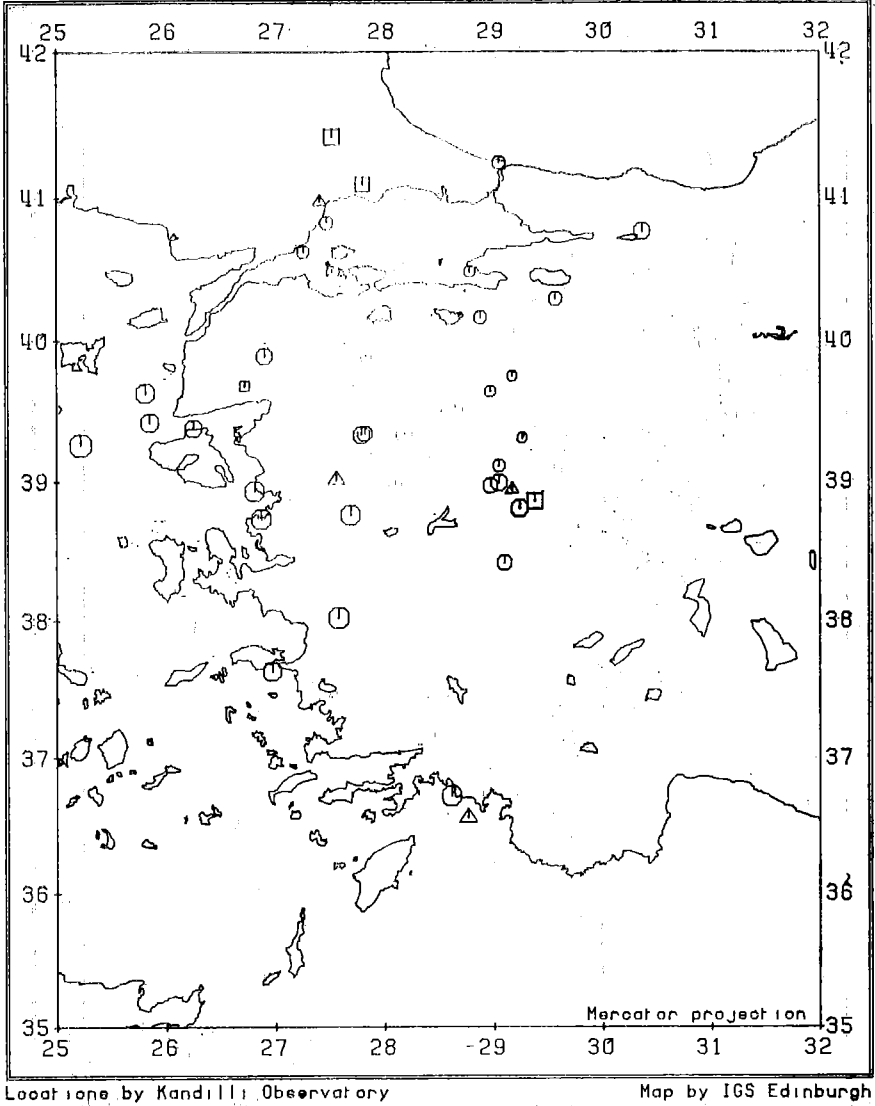 25 26 27 28 29 30 31 32
42 42
41 41
40 40
39 39
38 38
37 37
36 36
35 Mercator projection 35
25 26 27 28 29 30 31 32
Locations by Kandilli Observatory Map by IGS Edinburgh